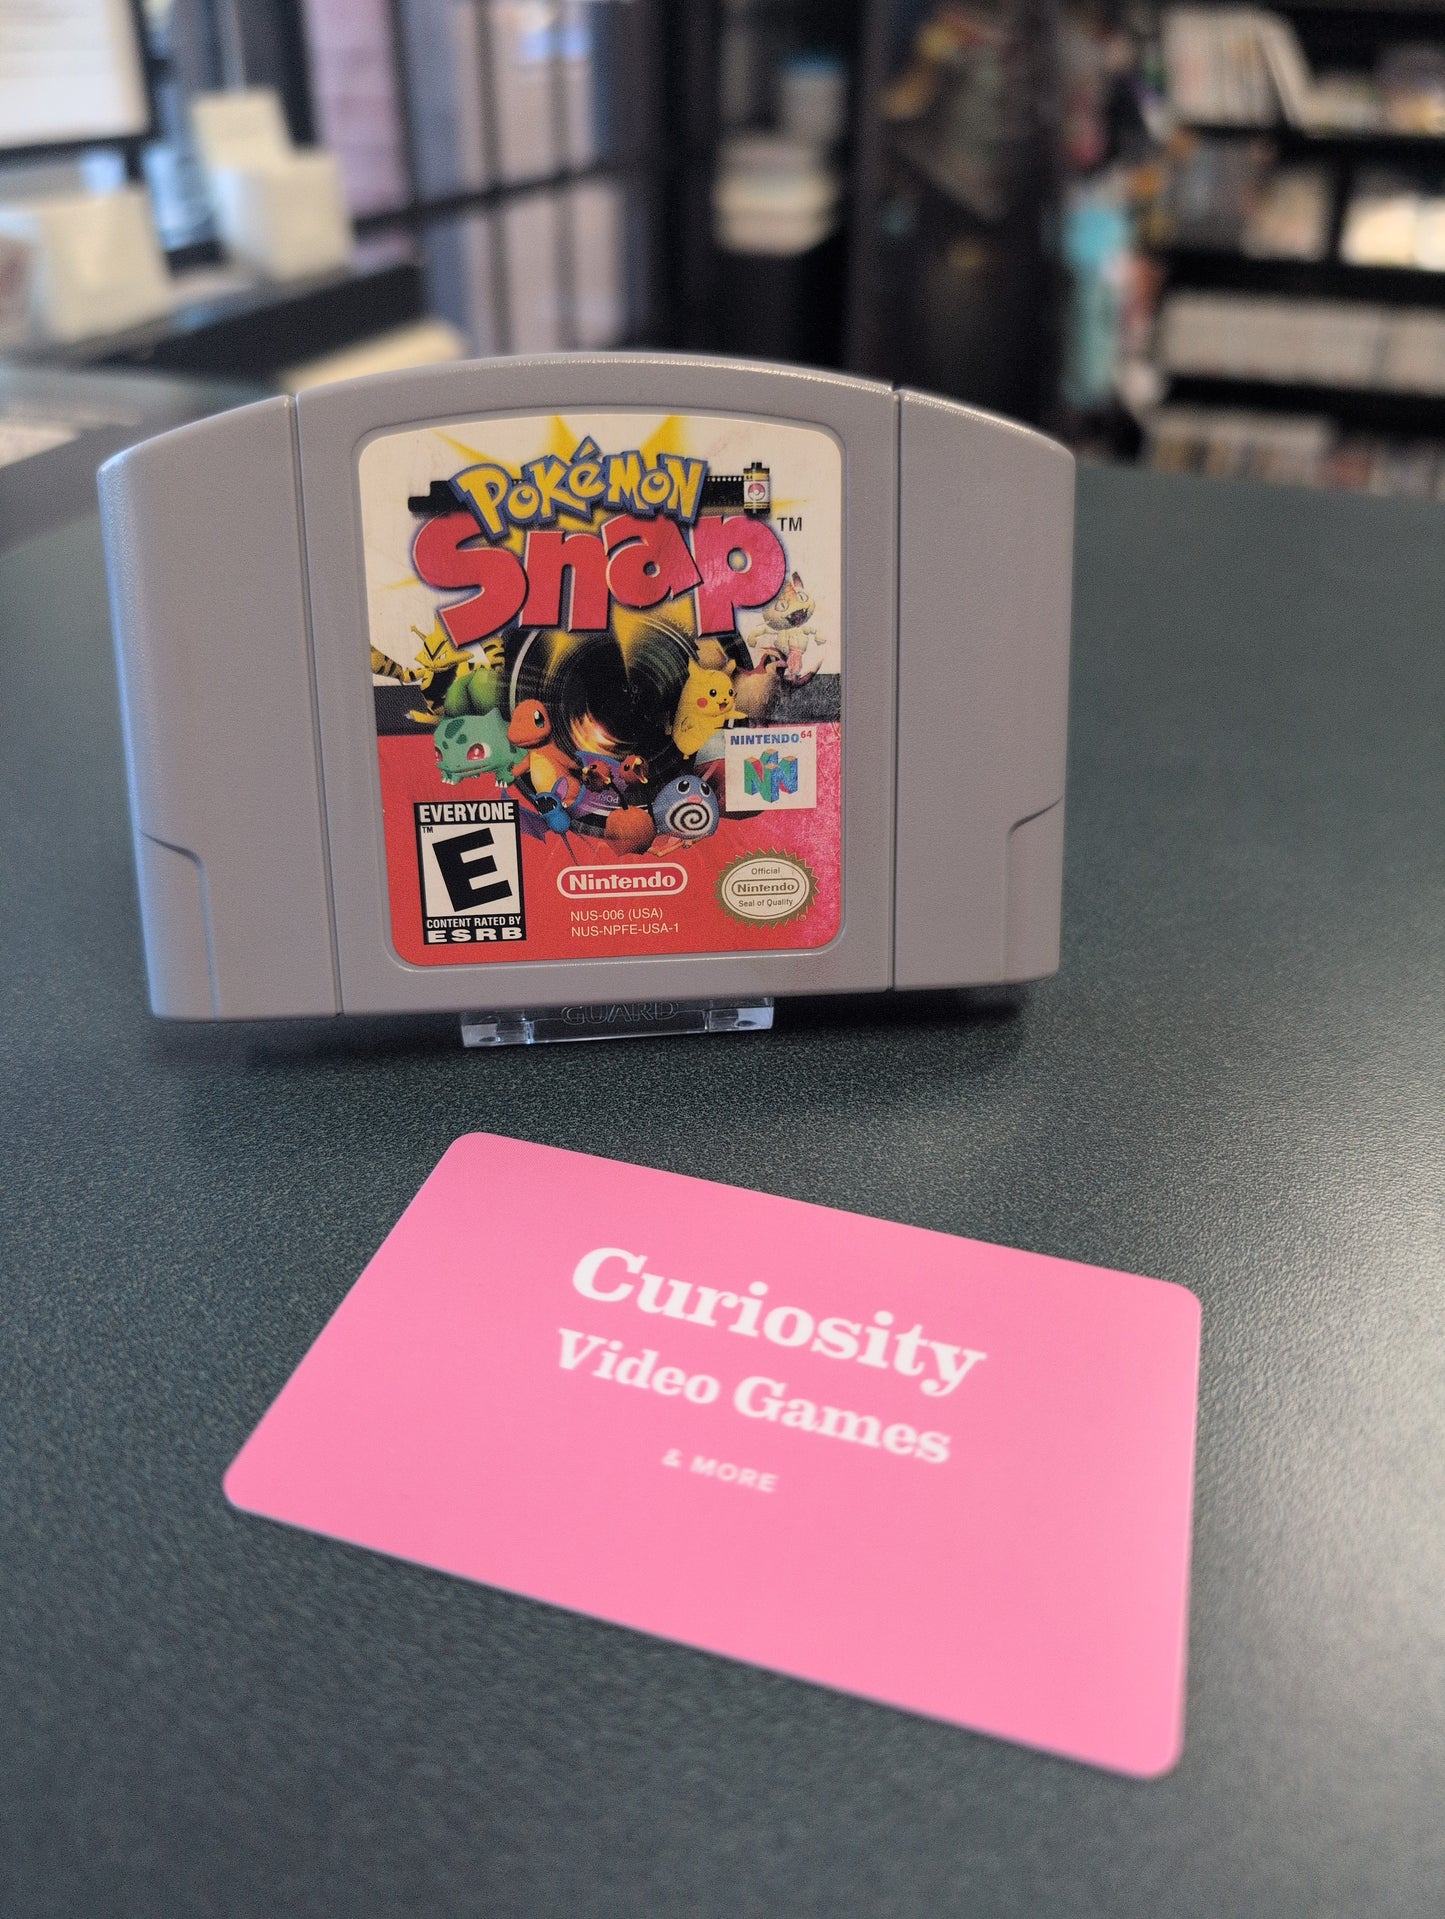 POKéMON
Snap™
NINTENDO64
EVERYONE
™
E
CONTENT RATED BY
ESRB
Nintendo
NUS-006 (USA)
NUS-NPFE-USA-1
Official
Nintendo
Seal of Quality
GUARD
Curiosity
Video Games
& MORE